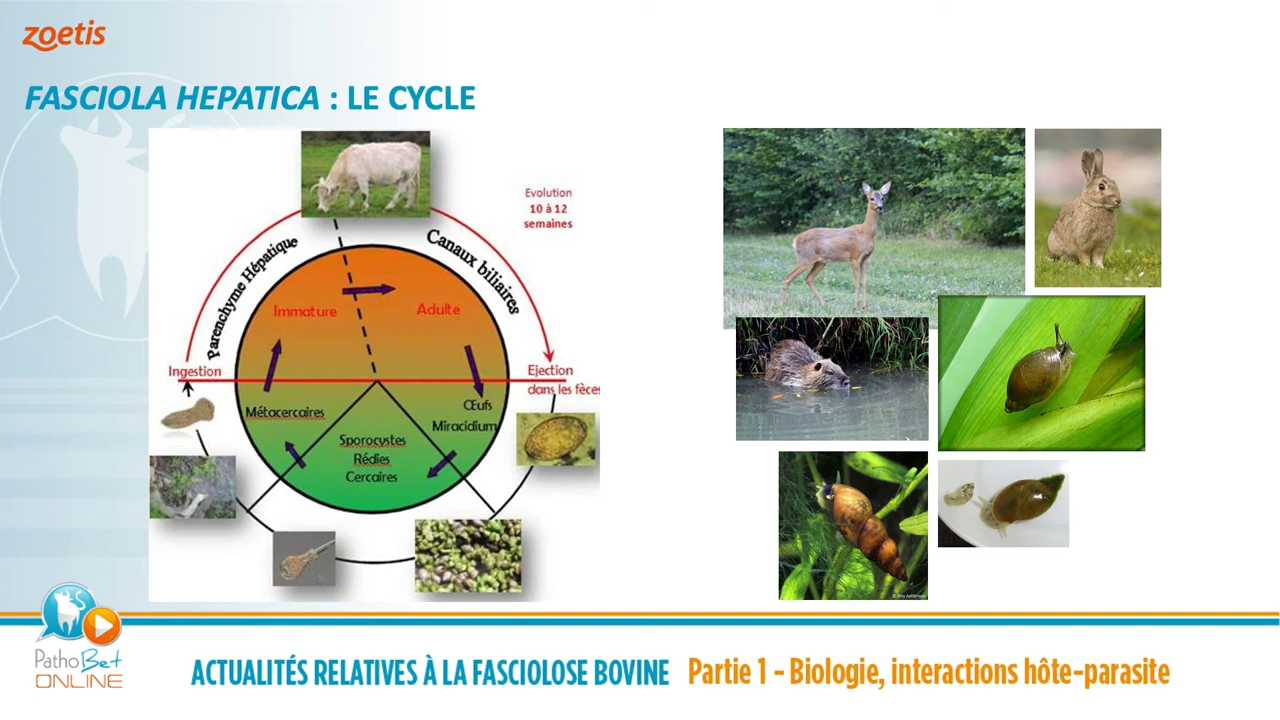 zoetis
FASCIOLA HEPATICA : LE CYCLE
Evolution
10 à 12
semaines
Parenchyme Hépatique
Canaux biliaires
Immature
Adulte
Ingestion
Ejection
dans les fèces
Métacercaires
Œufs
Miracidium
Sporocystes
Rédies
Cercaires
PathoBet
ONLINE
ACTUALITÉS RELATIVES À LA FASCIOLOSE BOVINE Partie 1 - Biologie, interactions hôte-parasite